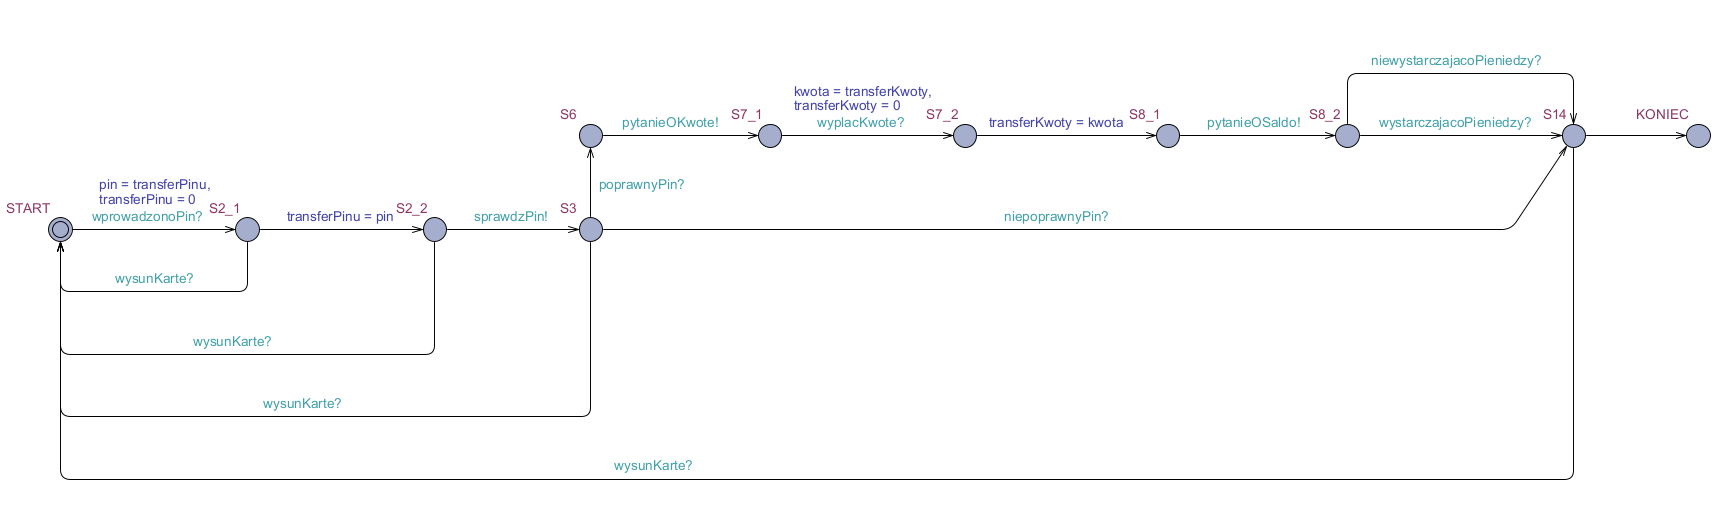 niewystarczajacoPieniedzy?
kwota = transferKwoty,
transferKwoty = 0
S6
pytanieOKwote!
S7_1
wyplacKwote?
S7_2
transferKwoty = kwota
S8_1
pytanieOSaldo!
S8_2
wystarczajacoPieniedzy?
S14
KONIEC
pin = transferPinu,
transferPinu = 0
poprawnyPin?
START
wprowadzonoPin?
S2_1
transferPinu = pin
S2_2
sprawdzPin!
S3
niepoprawnyPin?
wysunKarte?
wysunKarte?
wysunKarte?
wysunKarte?